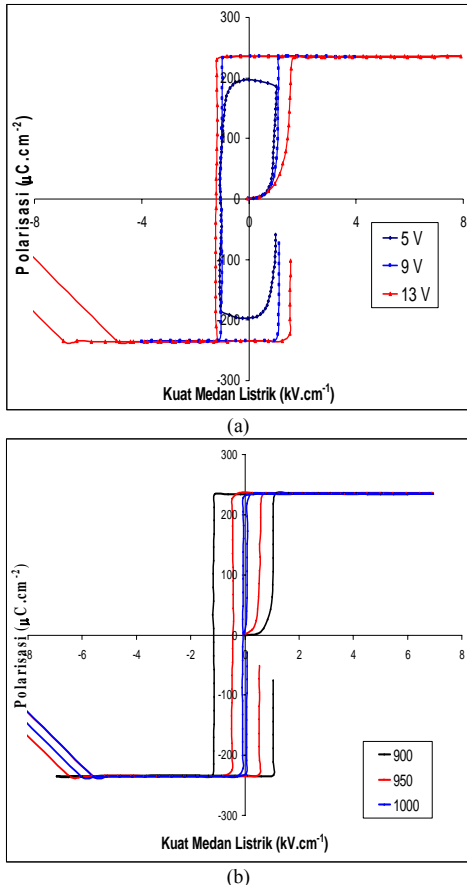 300
200
100
0
-8 -4 0 4 8
-100
-200
-300
Polarisasi (μC.cm⁻²)
5 V
9 V
13 V
Kuat Medan Listrik (kV.cm⁻¹)
(a)
300
200
100
0
-8 -6 -4 -2 0 2 4 6 8
-100
-200
-300
Polarisasi (μC.cm⁻²)
900
950
1000
Kuat Medan Listrik (kV.cm⁻¹)
(b)